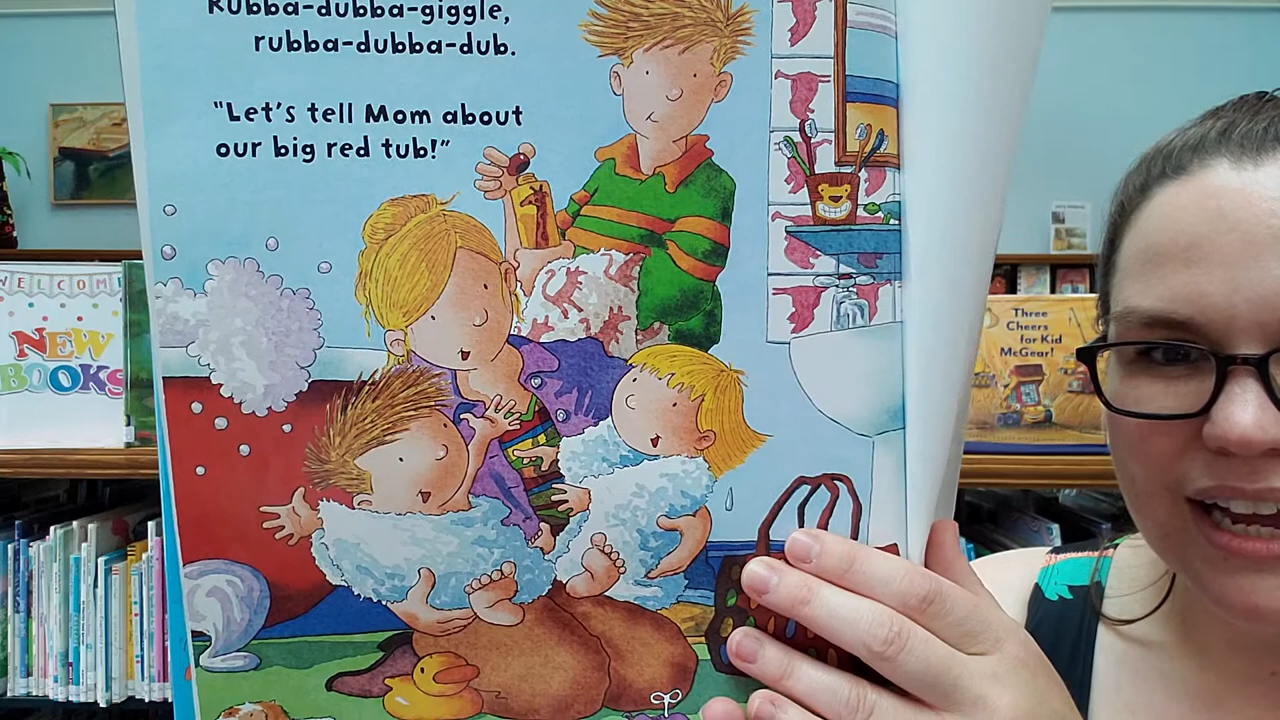 Rubba-dubba-giggle,
rubba-dubba-dub.
"Let's tell Mom about
our big red tub!"
WELCOME
NEW
BOOKS
Three
Cheers
for Kid
McGear!